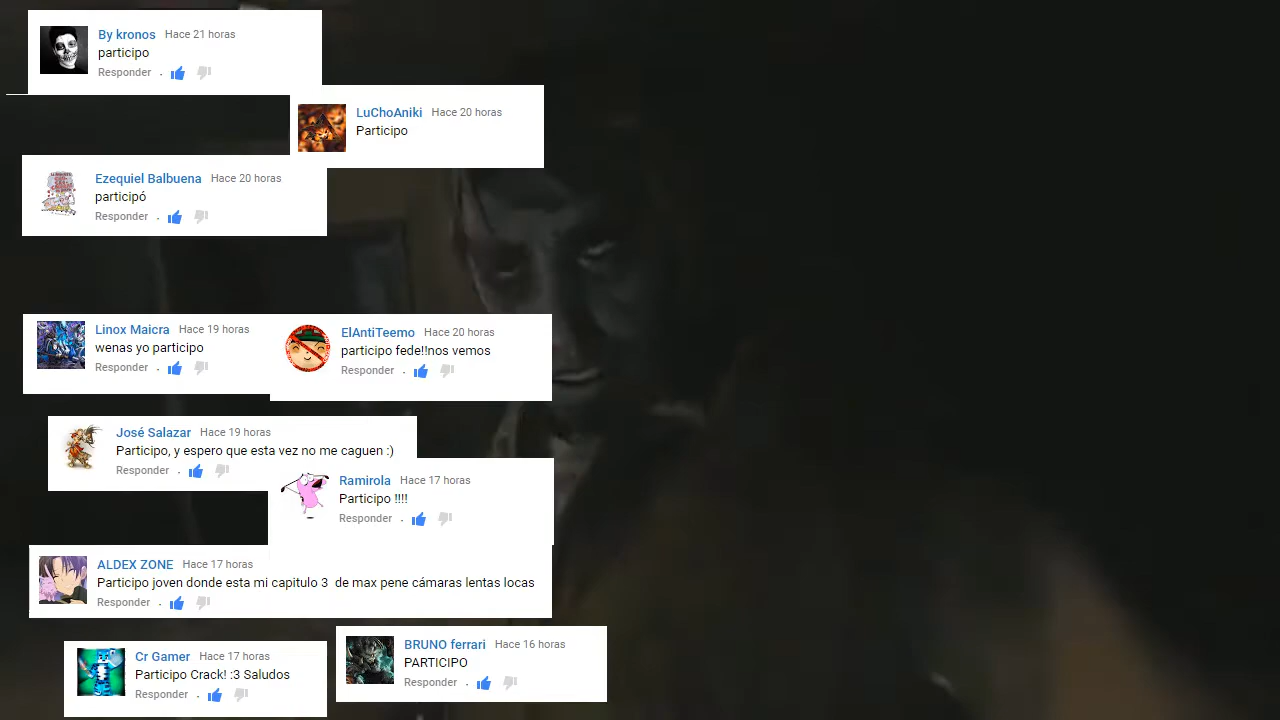 By kronos Hace 21 horas
participo
Responder .
LuChoAniki Hace 20 horas
Participo
Ezequiel Balbuena Hace 20 horas
participó
Responder .
Linox Maicra Hace 19 horas
wenas yo participo
Responder .
ElAntiTeemo Hace 20 horas
participo fede!!nos vemos
Responder .
José Salazar Hace 19 horas
Participo, y espero que esta vez no me caguen :)
Responder .
Ramirola Hace 17 horas
Participo !!!!
Responder .
ALDEX ZONE Hace 17 horas
Participo joven donde esta mi capitulo 3 de max pene cámaras lentas locas
Responder .
Cr Gamer Hace 17 horas
Participo Crack! :3 Saludos
Responder .
BRUNO ferrari Hace 16 horas
PARTICIPO
Responder .